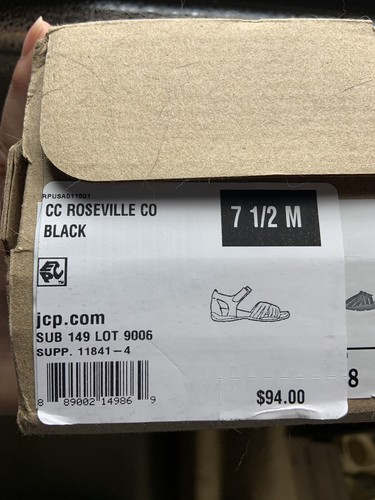 RPUSA011501
CC ROSEVILLE CO
BLACK
7 1/2 M
jcp.com
SUB 149 LOT 9006
SUPP. 11841-4
8 89002 14986 9
$94.00
8